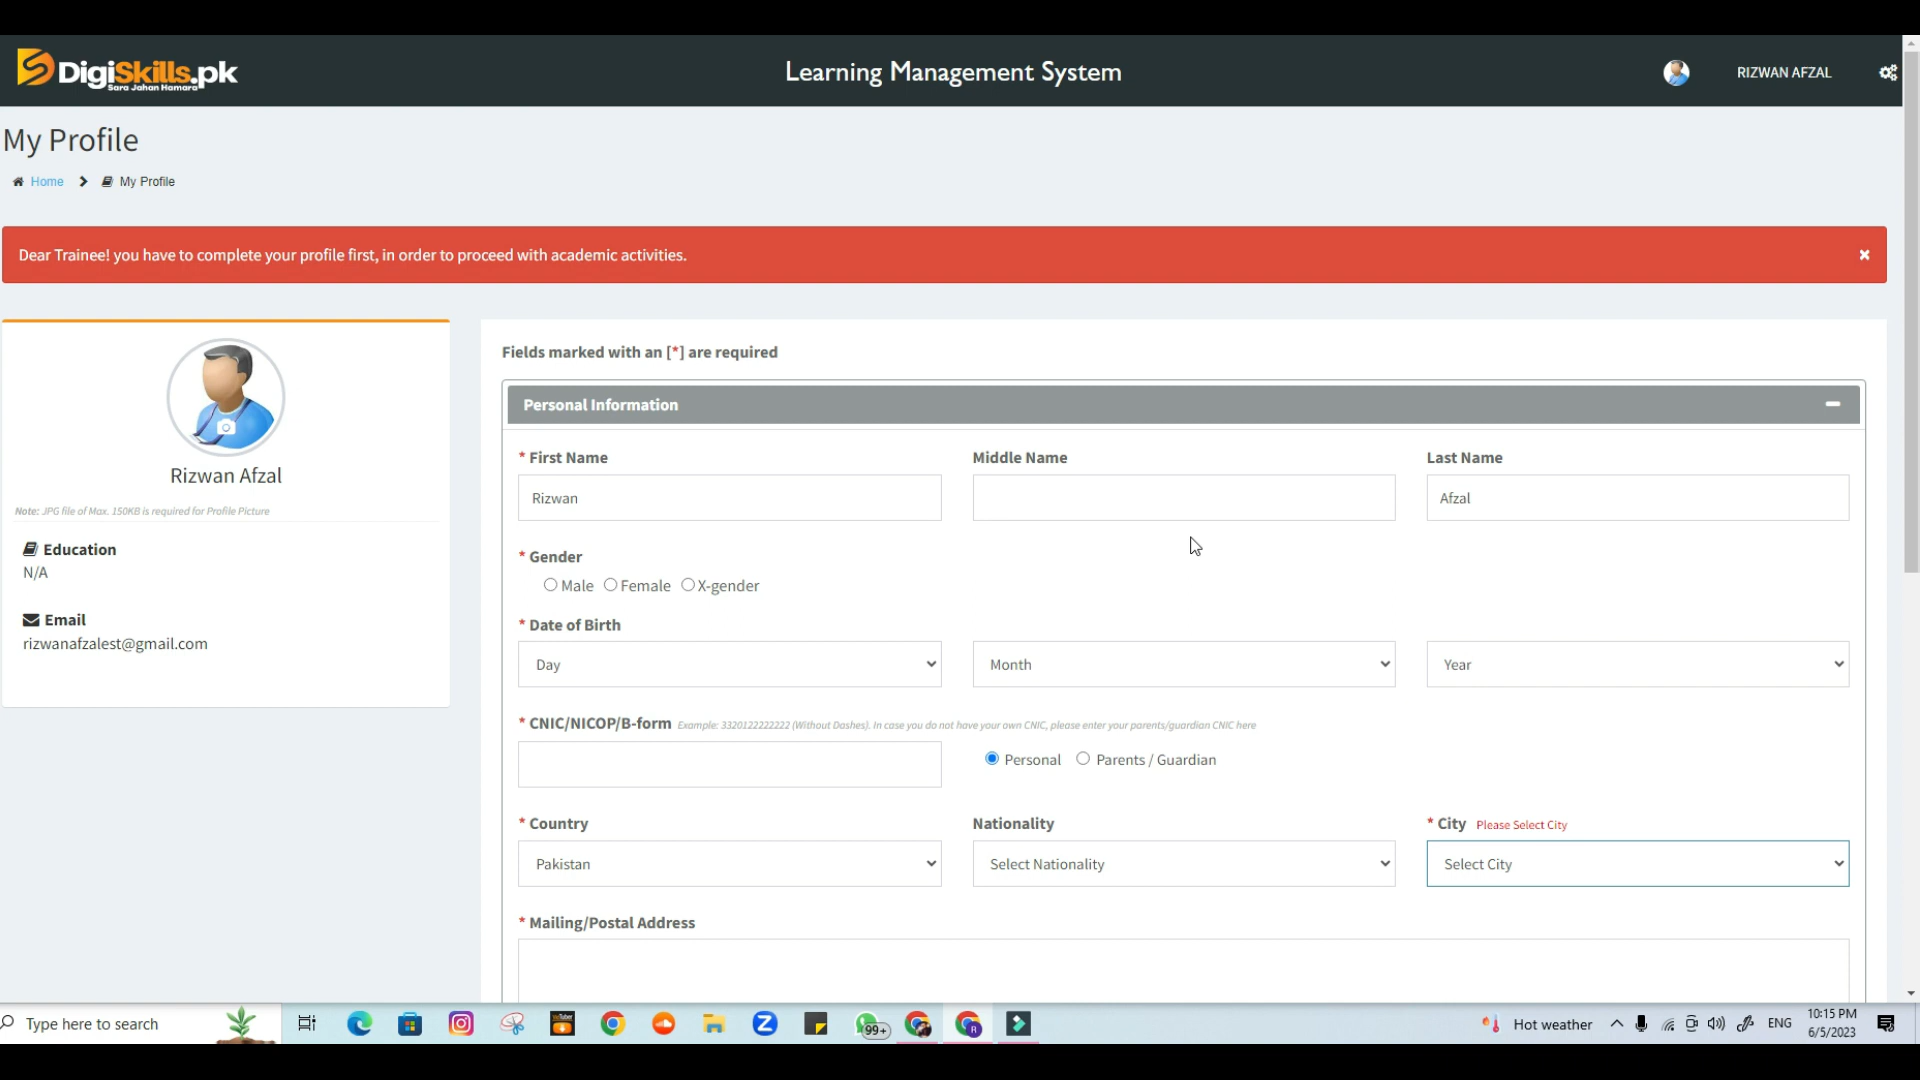 DigiSkills.pk
Sara Jahan Hamara
Learning Management System
RIZWAN AFZAL
My Profile
Home
My Profile
Dear Trainee! you have to complete your profile first, in order to proceed with academic activities.
×
Rizwan Afzal
Note: JPG file of Max. 150KB is required for Profile Picture
Education
N/A
Email
rizwanafzalest@gmail.com
Fields marked with an [*] are required
Personal Information
* First Name
Middle Name
Last Name
Rizwan
Afzal
* Gender
Male Female X-gender
* Date of Birth
Day
Month
Year
* CNIC/NICOP/B-form Example: 3320122222222 (Without Dashes). In case you do not have your own CNIC, please enter your parents/guardian CNIC here
Personal Parents / Guardian
* Country
Nationality
* City Please Select City
Pakistan
Select Nationality
Select City
* Mailing/Postal Address
Type here to search
99+
Hot weather
ENG
10:15 PM
6/5/2023